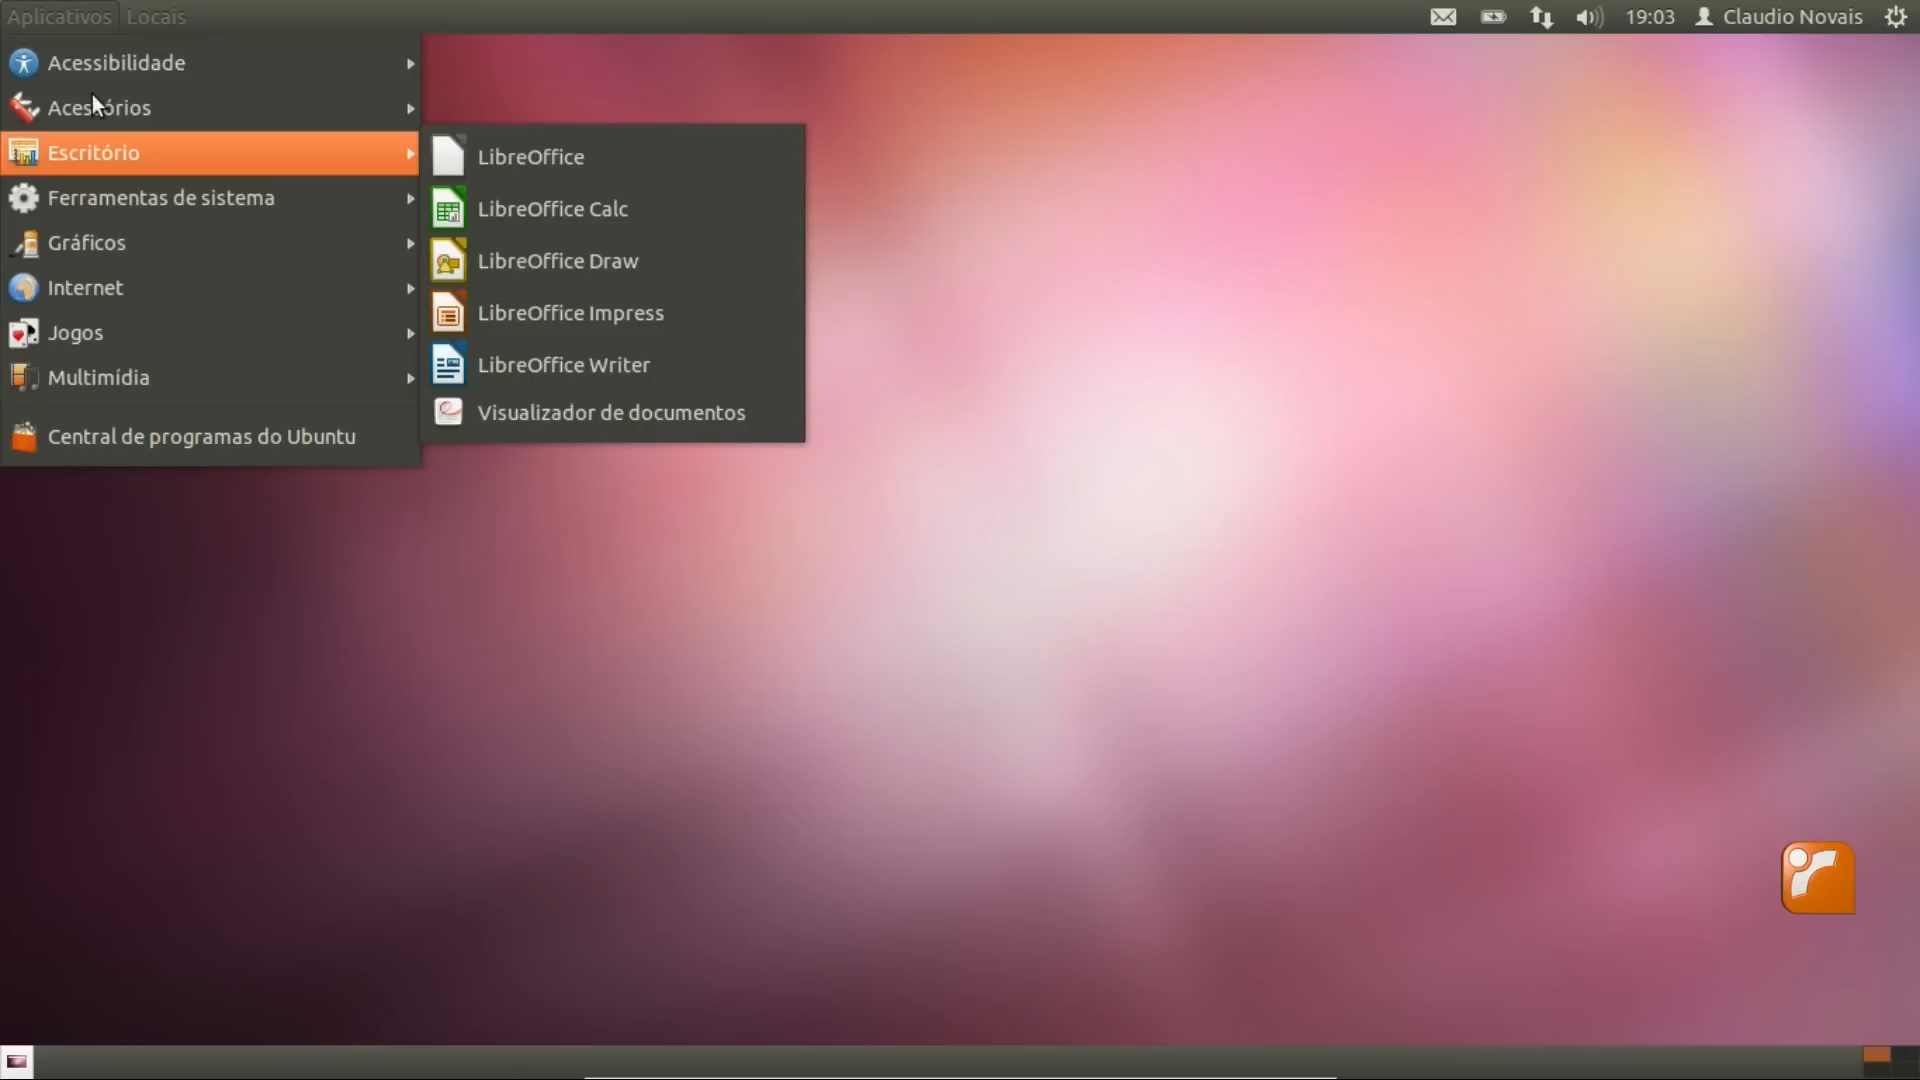 Aplicativos Locais
19:03 Claudio Novais
Acessibilidade
Acessórios
Escritório
Ferramentas de sistema
Gráficos
Internet
Jogos
Multimídia
Central de programas do Ubuntu
LibreOffice
LibreOffice Calc
LibreOffice Draw
LibreOffice Impress
LibreOffice Writer
Visualizador de documentos